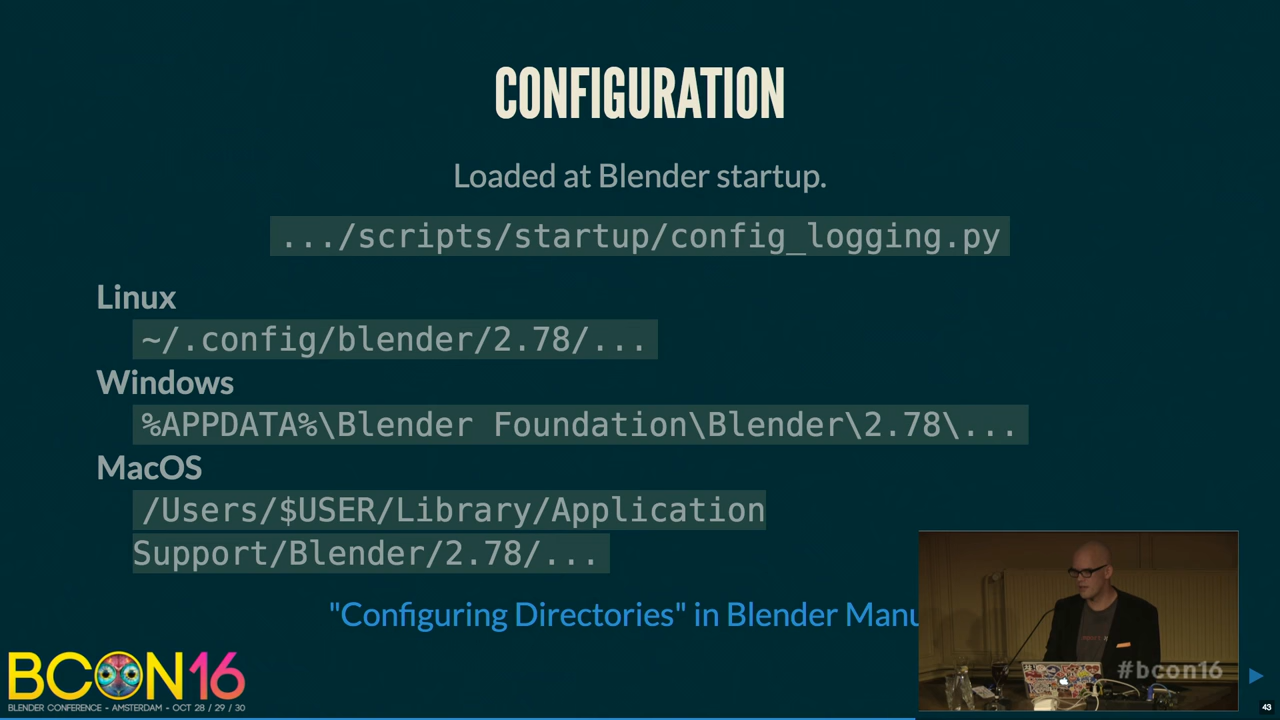 CONFIGURATION
Loaded at Blender startup.
.../scripts/startup/config_logging.py
Linux
~/.config/blender/2.78/...
Windows
%APPDATA%\Blender Foundation\Blender\2.78\...
MacOS
/Users/$USER/Library/Application
Support/Blender/2.78/...
"Configuring Directories" in Blender Manu
#bcon16
BCON16
BLENDER CONFERENCE - AMSTERDAM - OCT 28 / 29 / 30
43